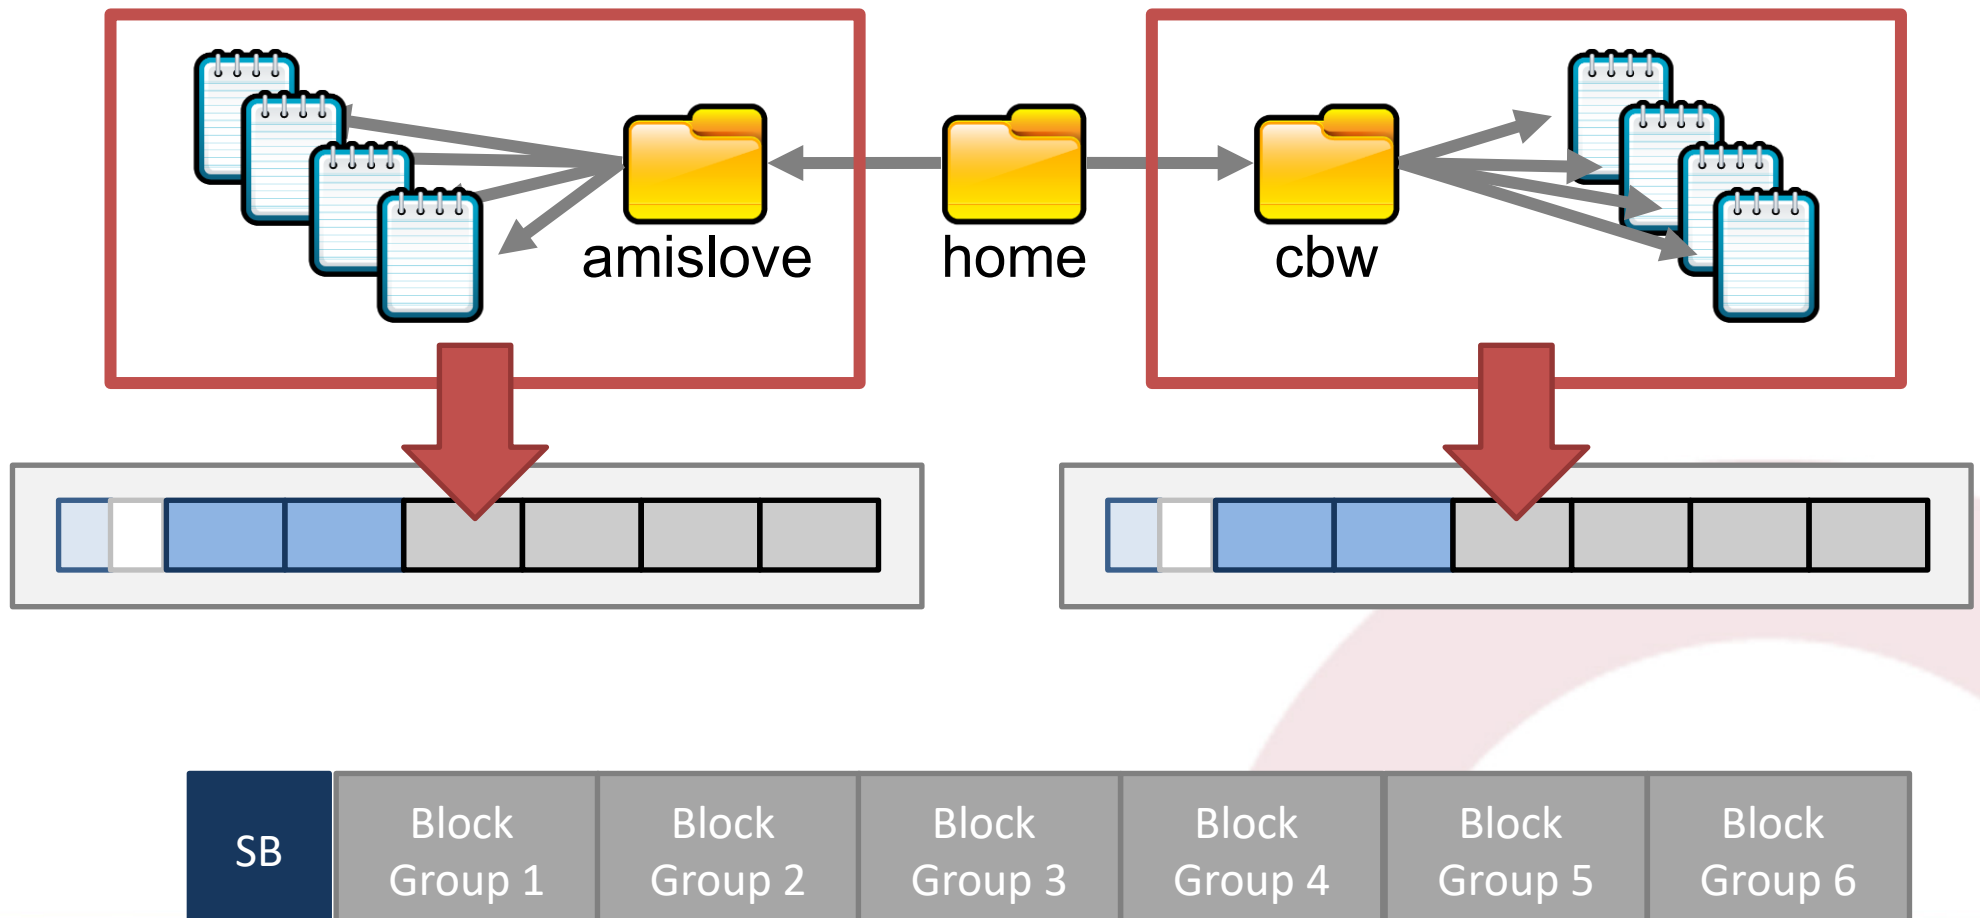 amislove
home
cbw
SB
Block
Group 1
Block
Group 2
Block
Group 3
Block
Group 4
Block
Group 5
Block
Group 6